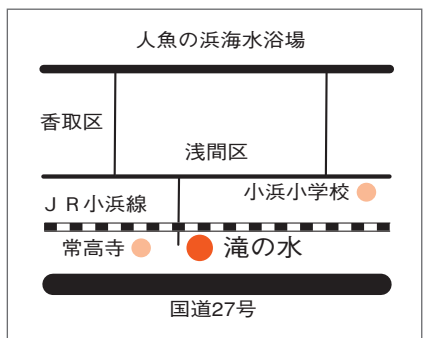 人魚の浜海水浴場
香取区
浅間区
小浜小学校
ＪＲ小浜線
常高寺
滝の水
国道27号